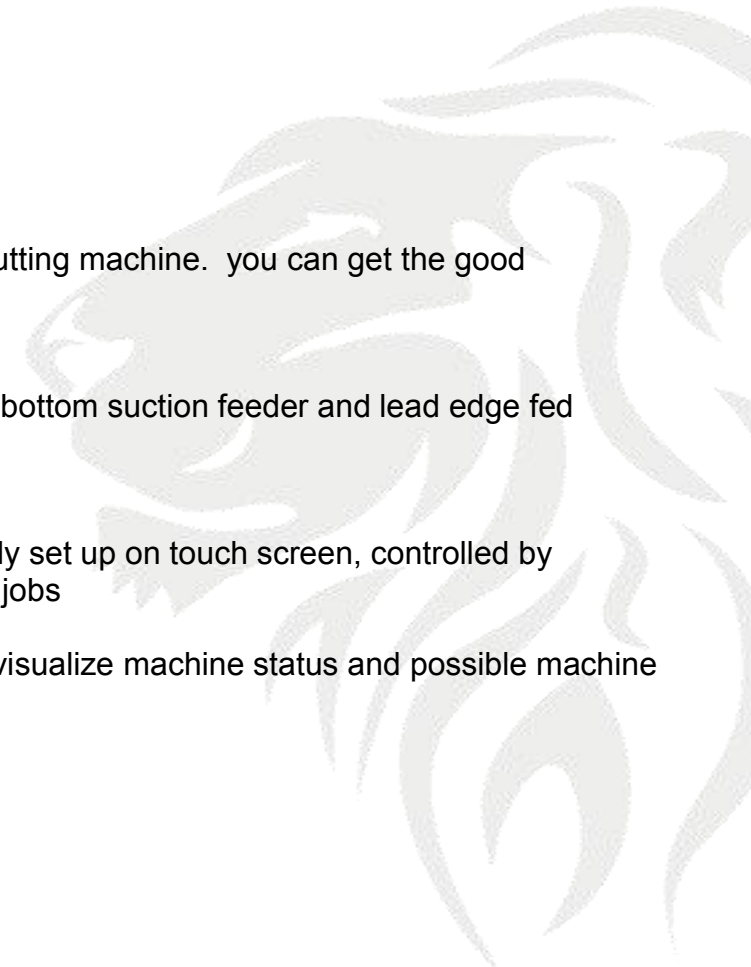 utting machine.  you can get the good
bottom suction feeder and lead edge fed
ly set up on touch screen, controlled by
jobs
visualize machine status and possible machine